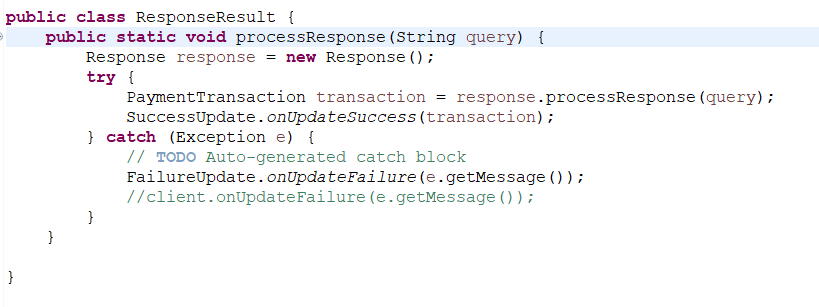 public class ResponseResult {
    public static void processResponse(String query) {
        Response response = new Response();
        try {
            PaymentTransaction transaction = response.processResponse(query);
            SuccessUpdate.onUpdateSuccess(transaction);
        } catch (Exception e) {
            // TODO Auto-generated catch block
            FailureUpdate.onUpdateFailure(e.getMessage());
            //client.onUpdateFailure(e.getMessage());
        }
    }
}